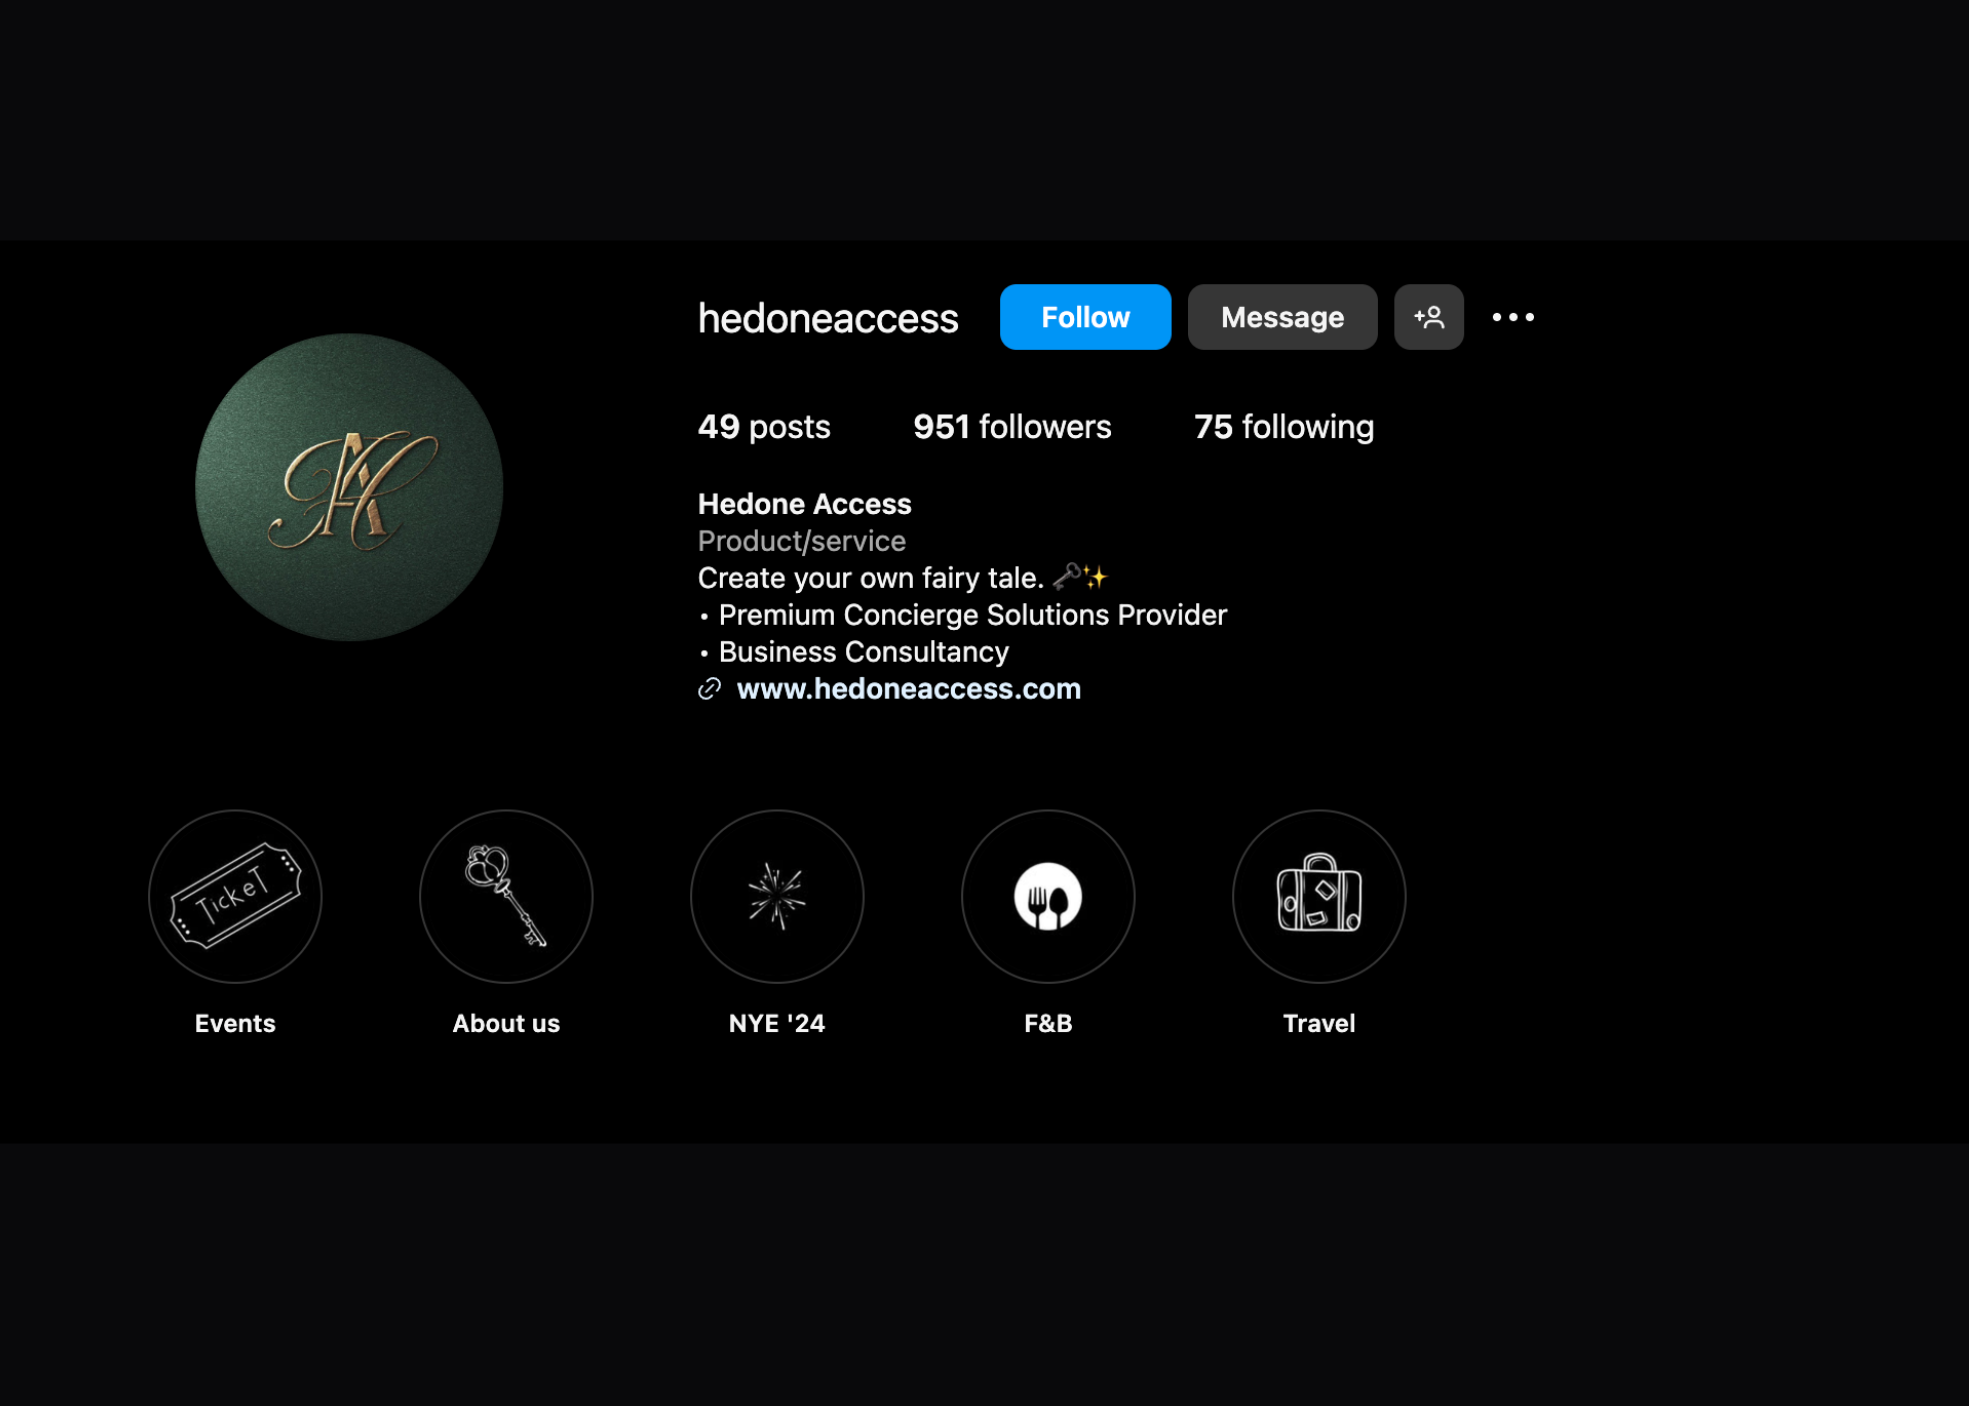 hedoneaccess
Follow
Message
49 posts
951 followers
75 following
Hedone Access
Product/service
Create your own fairy tale. 🗝️✨
• Premium Concierge Solutions Provider
• Business Consultancy
www.hedoneaccess.com
TickeT
Events
About us
NYE '24
F&B
Travel